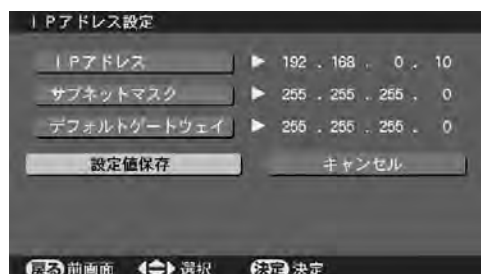 IPアドレス設定
IPアドレス ▶ 192 . 168 . 0 . 10
サブネットマスク ▶ 255 . 255 . 255 . 0
デフォルトゲートウェイ ▶ 255 . 255 . 255 . 0
設定値保存 キャンセル
戻る 前画面 選択 決定 決定